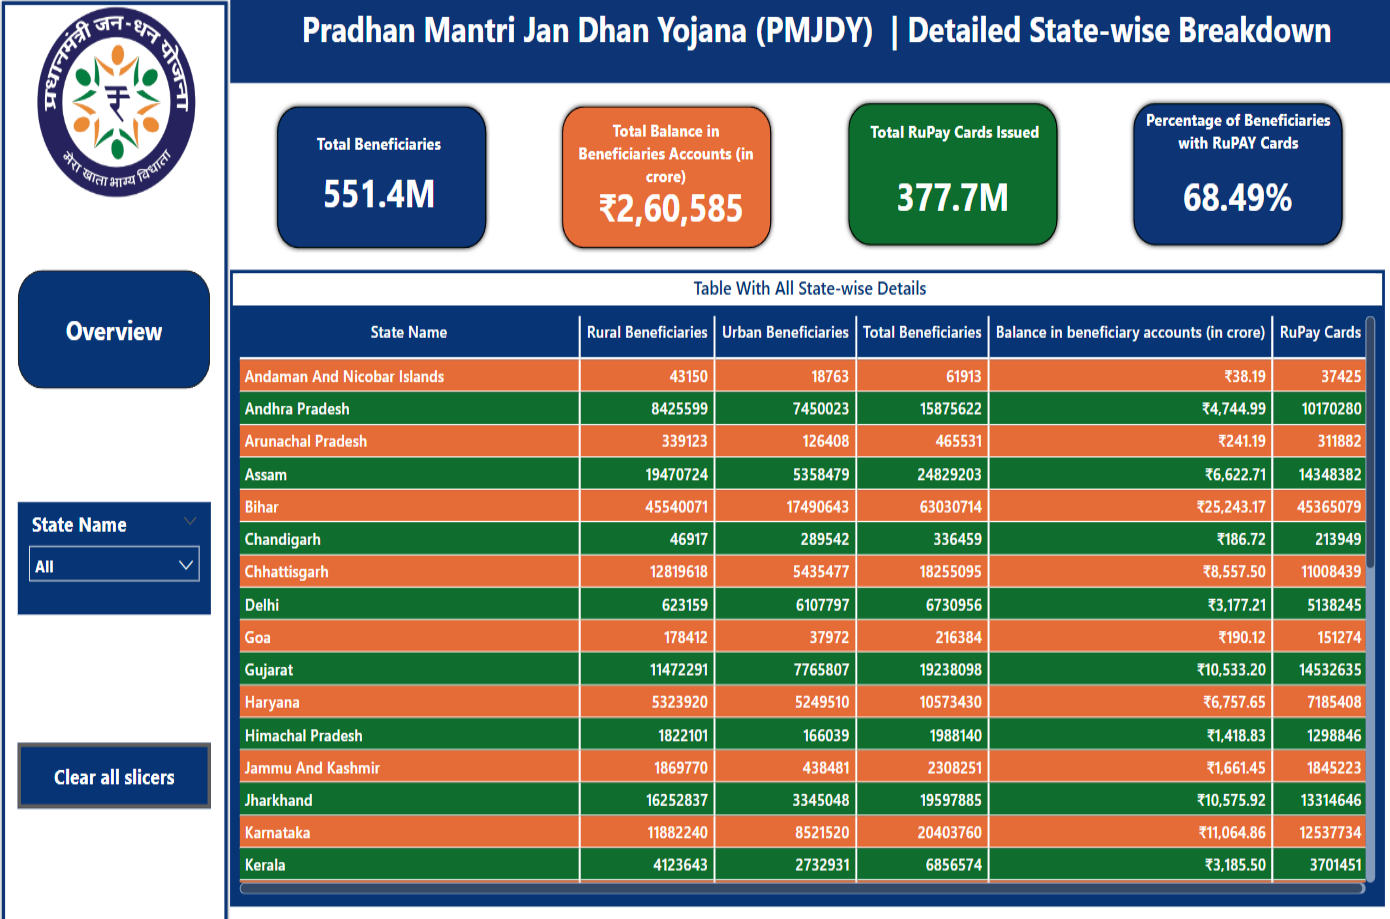 प्रधानमंत्री जन-धन योजना
मेरा खाता भाग्य विधाता
Pradhan Mantri Jan Dhan Yojana (PMJDY) | Detailed State-wise Breakdown
Total Beneficiaries
551.4M
Total Balance in
Beneficiaries Accounts (in
crore)
₹2,60,585
Total RuPay Cards Issued
377.7M
Percentage of Beneficiaries
with RuPAY Cards
68.49%
Overview
State Name
All
Clear all slicers
Table With All State-wise Details
State Name Rural Beneficiaries Urban Beneficiaries Total Beneficiaries Balance in beneficiary accounts (in crore) RuPay Cards
Andaman And Nicobar Islands 43150 18763 61913 ₹38.19 37425
Andhra Pradesh 8425599 7450023 15875622 ₹4,744.99 10170280
Arunachal Pradesh 339123 126408 465531 ₹241.19 311882
Assam 19470724 5358479 24829203 ₹6,622.71 14348382
Bihar 45540071 17490643 63030714 ₹25,243.17 45365079
Chandigarh 46917 289542 336459 ₹186.72 213949
Chhattisgarh 12819618 5435477 18255095 ₹8,557.50 11008439
Delhi 623159 6107797 6730956 ₹3,177.21 5138245
Goa 178412 37972 216384 ₹190.12 151274
Gujarat 11472291 7765807 19238098 ₹10,533.20 14532635
Haryana 5323920 5249510 10573430 ₹6,757.65 7185408
Himachal Pradesh 1822101 166039 1988140 ₹1,418.83 1298846
Jammu And Kashmir 1869770 438481 2308251 ₹1,661.45 1845223
Jharkhand 16252837 3345048 19597885 ₹10,575.92 13314646
Karnataka 11882240 8521520 20403760 ₹11,064.86 12537734
Kerala 4123643 2732931 6856574 ₹3,185.50 3701451